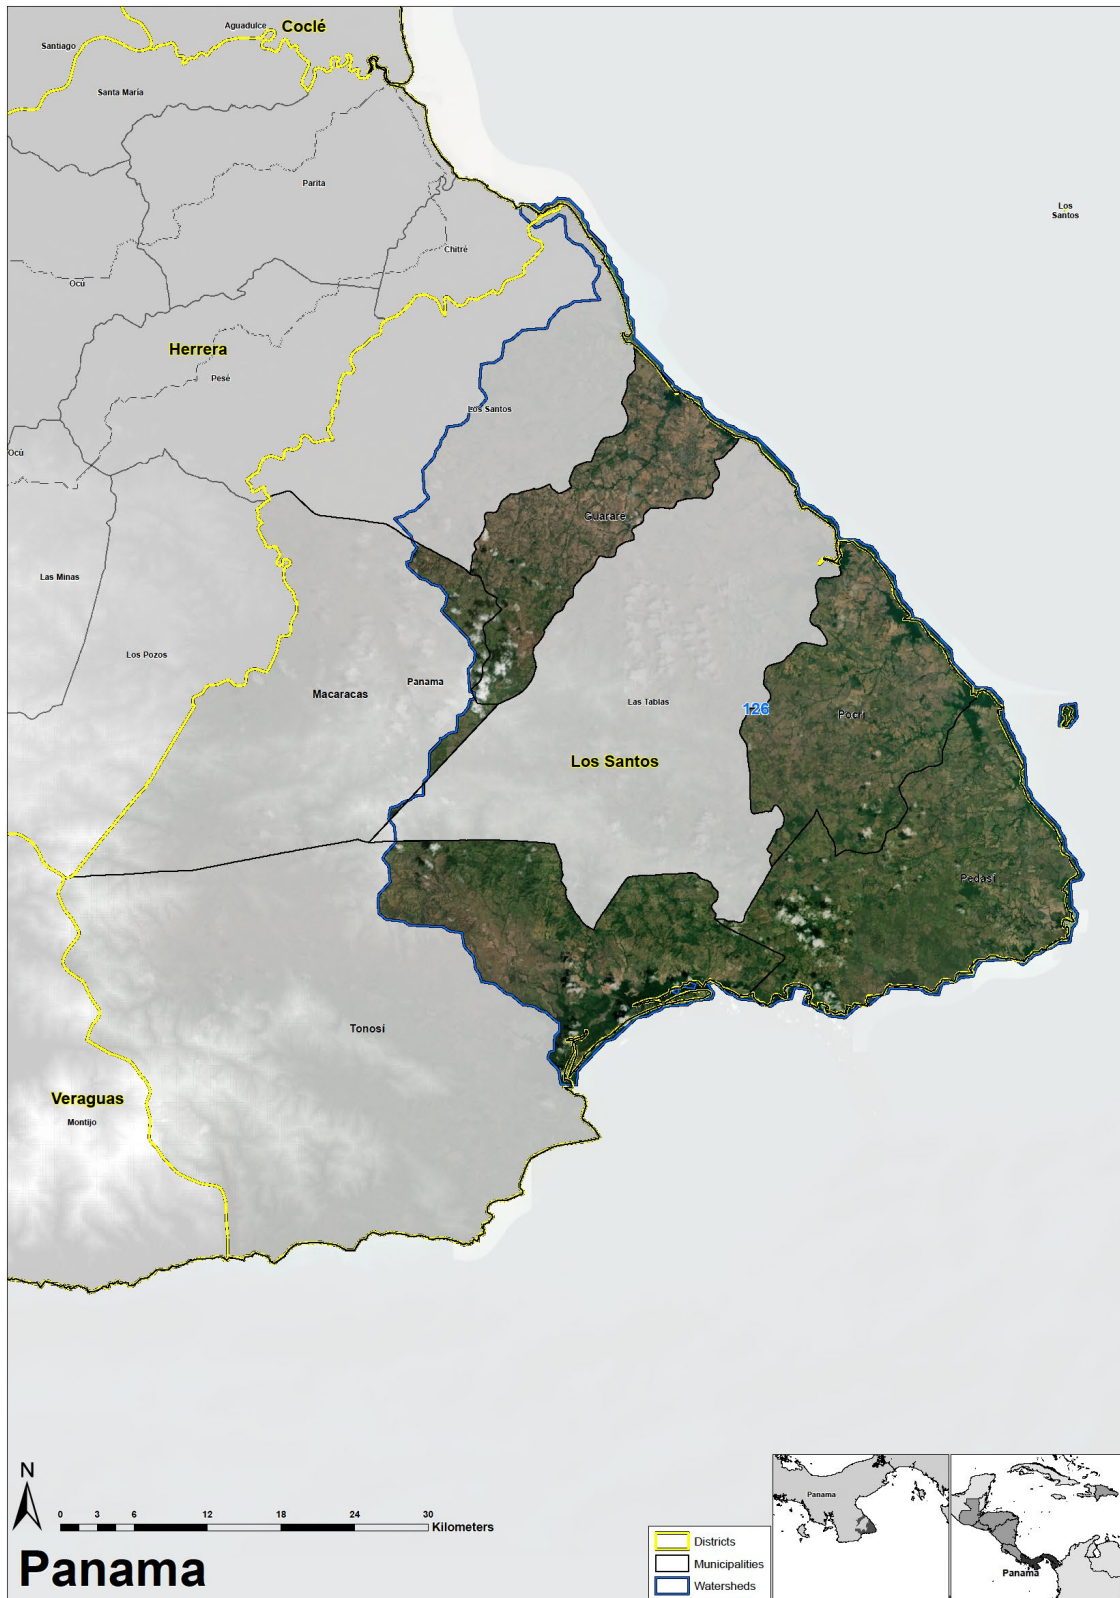 Aguadulce
Coclé
Santiago
Santa María
Parita
Los
Santos
Chitré
Ocú
Herrera
Pesé
Los Santos
Ocú
Guarare
Las Minas
Los Pozos
Macaracas
Panama
Las Tablas
126
Pocrí
Los Santos
Pedasí
Tonosí
Veraguas
Montijo
N
0 3 6 12 18 24 30
Kilometers
Panama
Districts
Municipalities
Watersheds
Panama
Panama